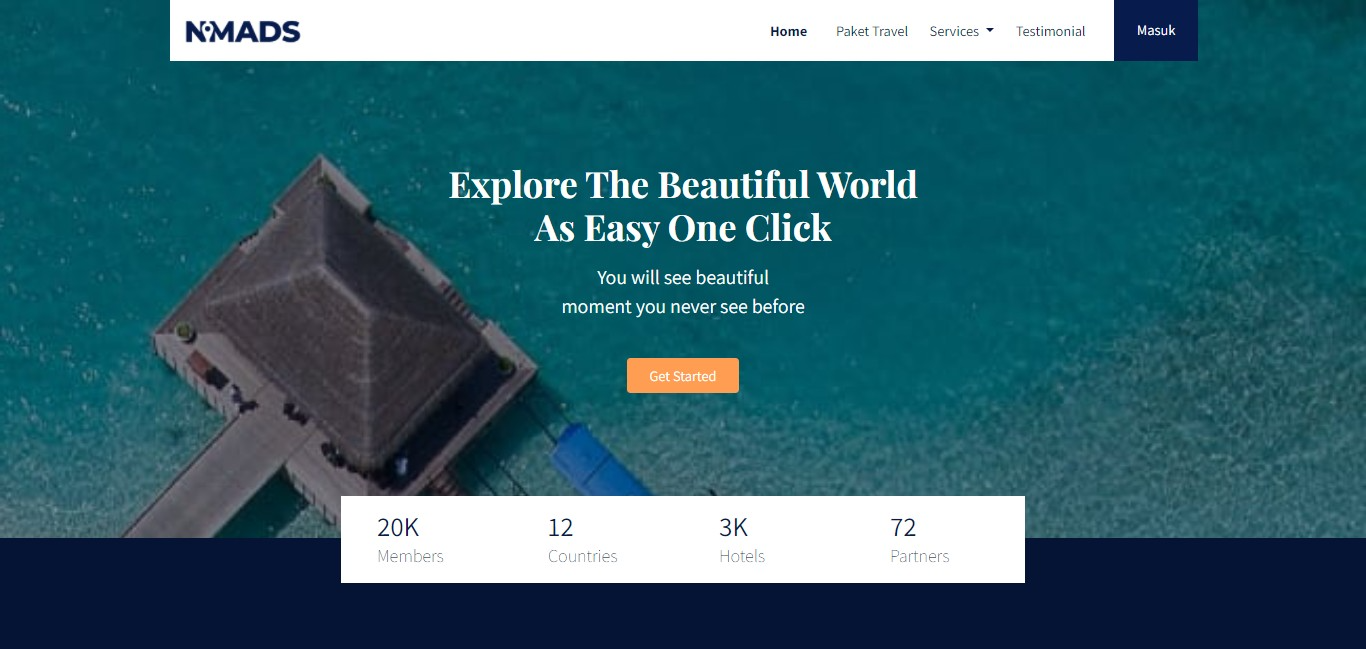 NOMADS
Home Paket Travel Services Testimonial Masuk
Explore The Beautiful World
As Easy One Click
You will see beautiful
moment you never see before
Get Started
20K 12 3K 72
Members Countries Hotels Partners